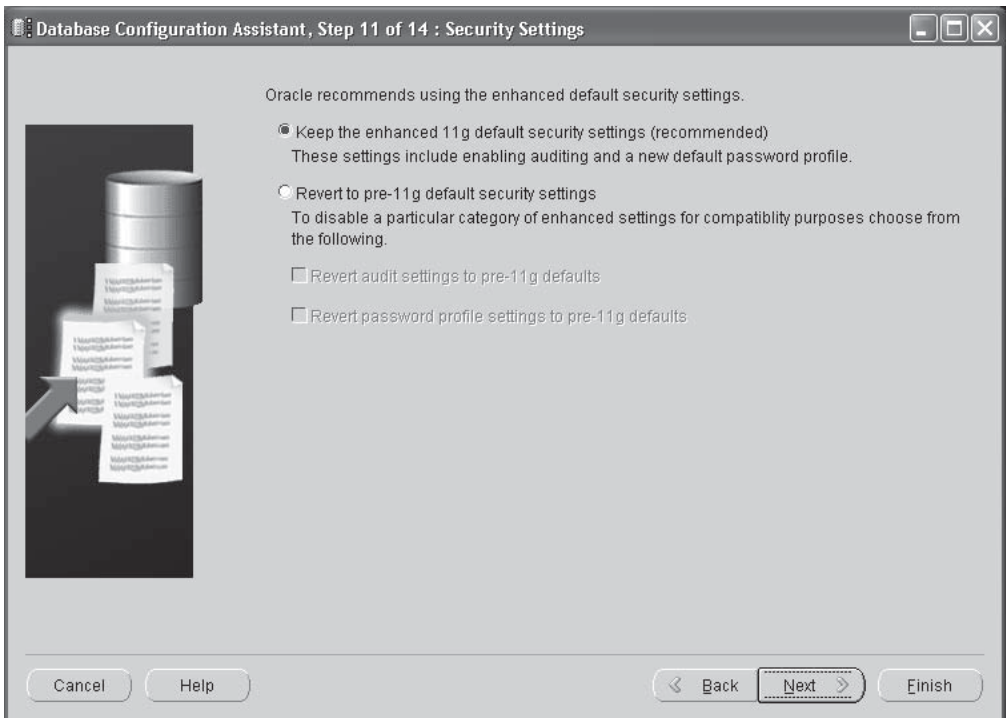 Database Configuration Assistant, Step 11 of 14 : Security Settings
Oracle recommends using the enhanced default security settings.
Keep the enhanced 11g default security settings (recommended)
These settings include enabling auditing and a new default password profile.
Revert to pre-11g default security settings
To disable a particular category of enhanced settings for compatiblity purposes choose from
the following.
Revert audit settings to pre-11g defaults
Revert password profile settings to pre-11g defaults
Cancel
Help
Back
Next
Finish